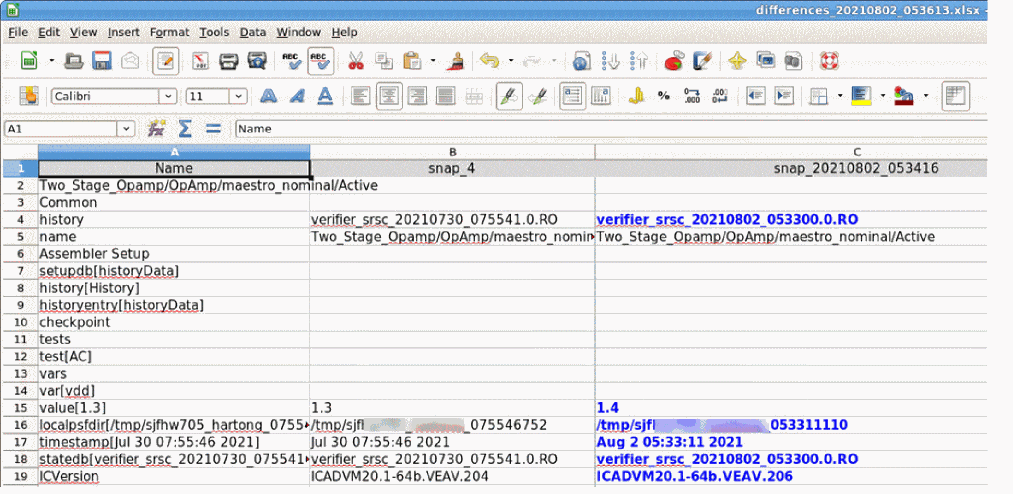 differences_20210802_053613.xlsx -
File Edit View Insert Format Tools Data Window Help
Calibri 11
A1 Name
A B C
1 Name snap_4 snap_20210802_053416
2 Two_Stage_Opamp/OpAmp/maestro_nominal/Active
3 Common
4 history verifier_srsc_20210730_075541.0.RO verifier_srsc_20210802_053300.0.RO
5 name Two_Stage_Opamp/OpAmp/maestro_nomin Two_Stage_Opamp/OpAmp/maestro_nominal/Active
6 Assembler Setup
7 setupdb[historyData]
8 history[History]
9 historyentry[historyData]
10 checkpoint
11 tests
12 test[AC]
13 vars
14 var[vdd]
15 value[1.3] 1.3 1.4
16 localpsfdir[/tmp/sjfhw705_hartong_0755 /tmp/sjfl _075546752 /tmp/sjfl _053311110
17 timestamp[Jul 30 07:55:46 2021] Jul 30 07:55:46 2021 Aug 2 05:33:11 2021
18 statedb[verifier_srsc_20210730_075541 verifier_srsc_20210730_075541.0.RO verifier_srsc_20210802_053300.0.RO
19 ICVersion ICADVM20.1-64b.VEAV.204 ICADVM20.1-64b.VEAV.206